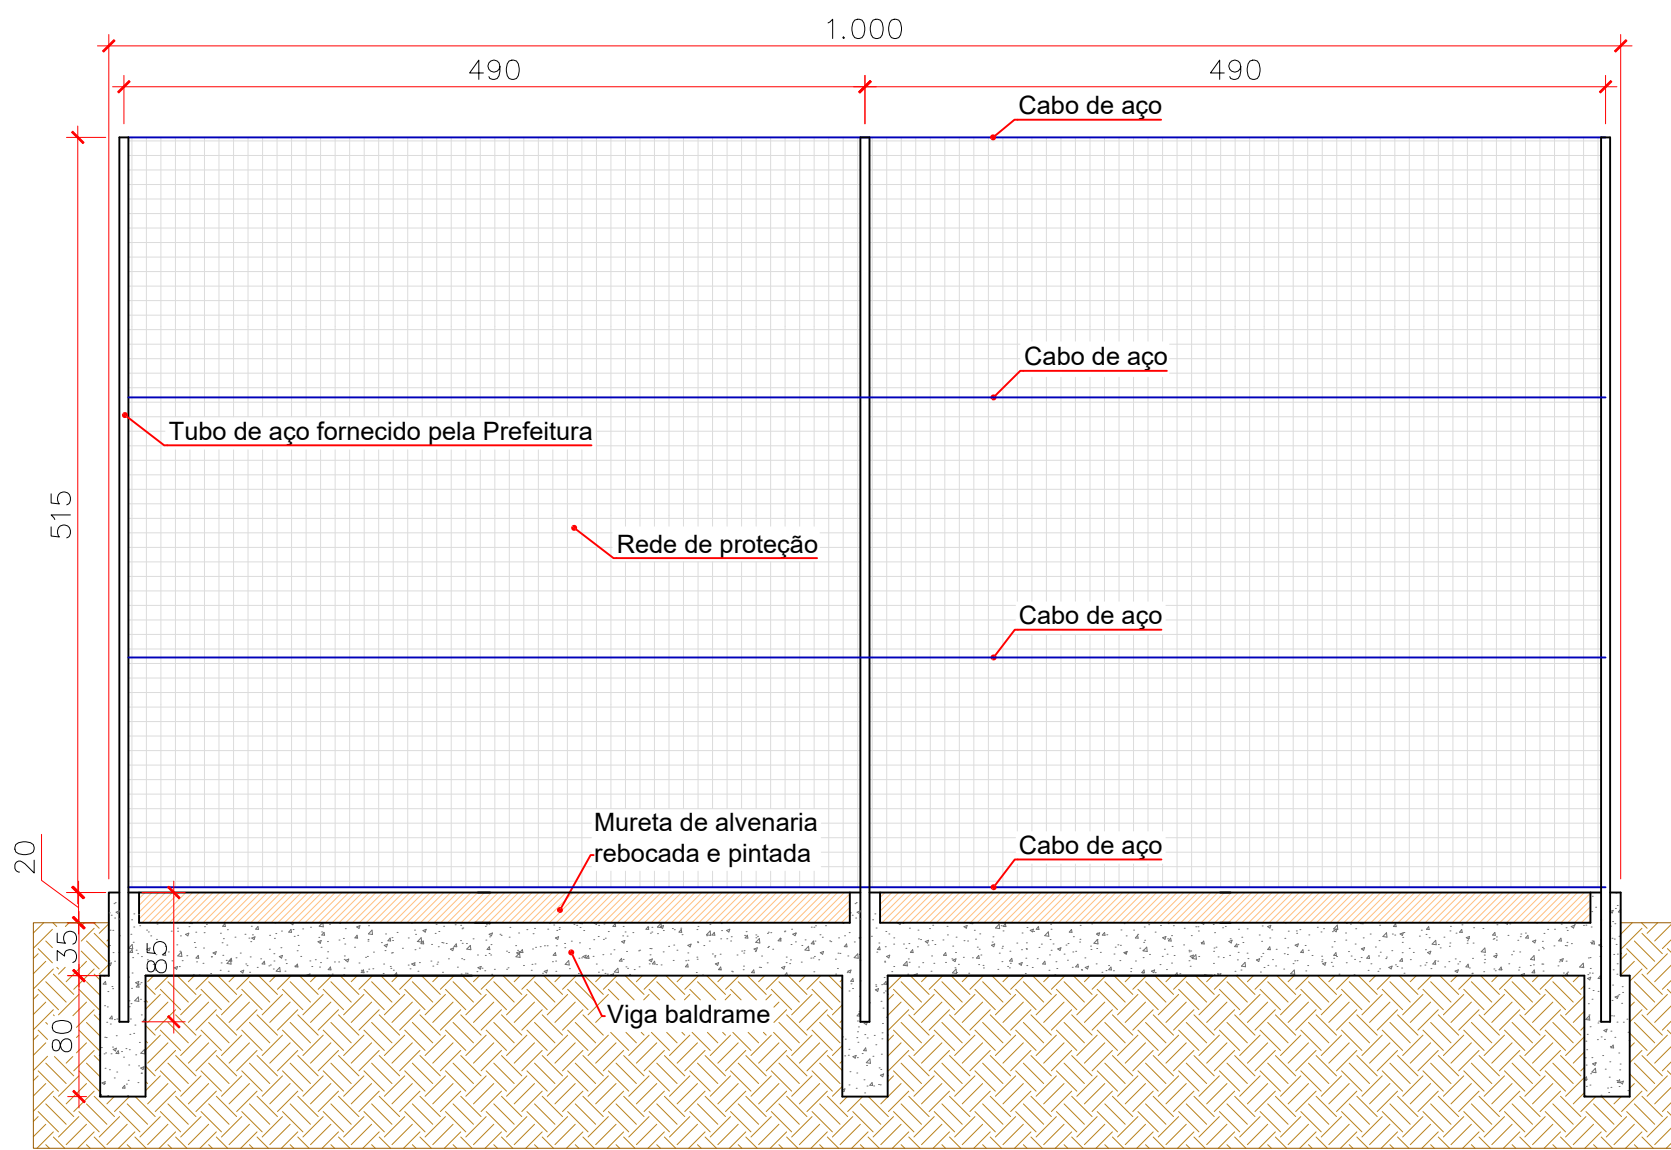 1.000
490
490
Cabo de aço
Cabo de aço
Tubo de aço fornecido pela Prefeitura
515
Rede de proteção
Cabo de aço
Mureta de alvenaria
rebocada e pintada
Cabo de aço
20
35
85
80
Viga baldrame